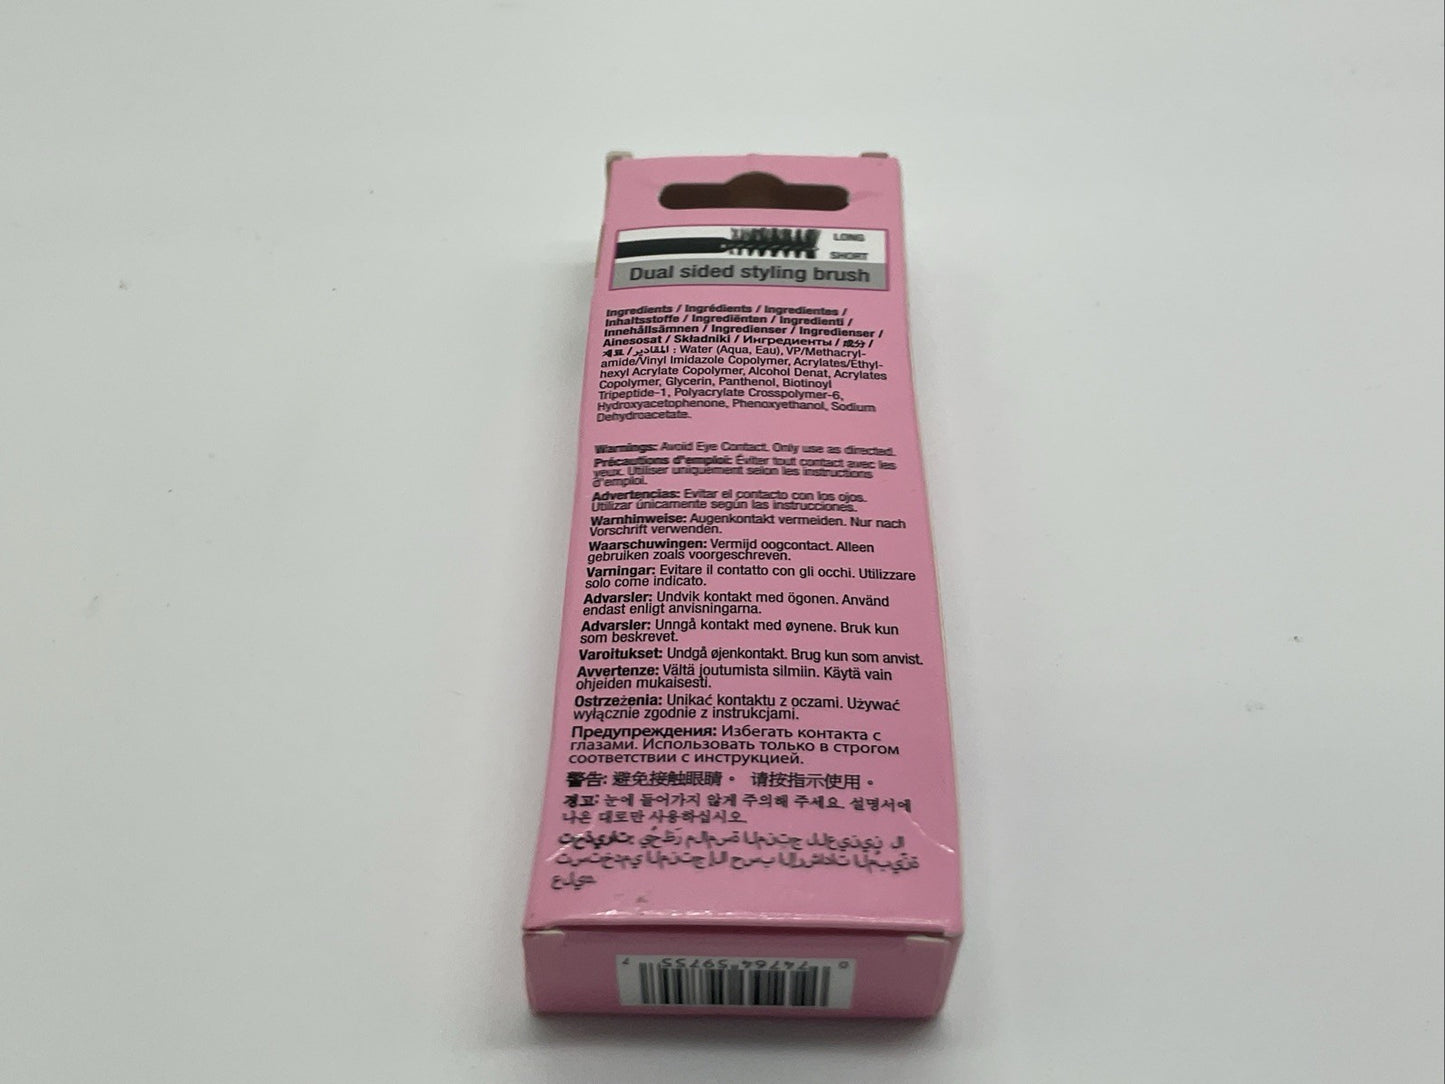 LONG
SHORT
Dual sided styling brush
Ingredients / Ingrédients / Ingredientes /
Inhaltsstoffe / Ingrediënten / Ingredienti /
Innehållsämnen / Ingredienser / Ingredienser /
Ainesosat / Składniki / Ингредиенты / 成分 /
재료 / المقادير : Water (Aqua, Eau), VP/Methacryl-
amide/Vinyl Imidazole Copolymer, Acrylates/Ethyl-
hexyl Acrylate Copolymer, Alcohol Denat, Acrylates
Copolymer, Glycerin, Panthenol, Biotinoyl
Tripeptide-1, Polyacrylate Crosspolymer-6,
Hydroxyacetophenone, Phenoxyethanol, Sodium
Dehydroacetate.
Warnings: Avoid Eye Contact. Only use as directed.
Précautions d'emploi: Éviter tout contact avec les
yeux. Utiliser uniquement selon les instructions
d'emploi.
Advertencias: Evitar el contacto con los ojos.
Utilizar únicamente según las instrucciones.
Warnhinweise: Augenkontakt vermeiden. Nur nach
Vorschrift verwenden.
Waarschuwingen: Vermijd oogcontact. Alleen
gebruiken zoals voorgeschreven.
Varningar: Evitare il contatto con gli occhi. Utilizzare
solo come indicato.
Advarsler: Undvik kontakt med ögonen. Använd
endast enligt anvisningarna.
Advarsler: Unngå kontakt med øynene. Bruk kun
som beskrevet.
Varoitukset: Undgå øjenkontakt. Brug kun som anvist.
Avvertenze: Vältä joutumista silmiin. Käytä vain
ohjeiden mukaisesti.
Ostrzeżenia: Unikać kontaktu z oczami. Używać
wyłącznie zgodnie z instrukcjami.
Предупреждения: Избегать контакта с
глазами. Использовать только в строгом
соответствии с инструкцией.
警告: 避免接触眼睛。 请按指示使用。
경고: 눈에 들어가지 않게 주의해 주세요. 설명서에
나온 대로만 사용하십시오.
0 74764 59755 7